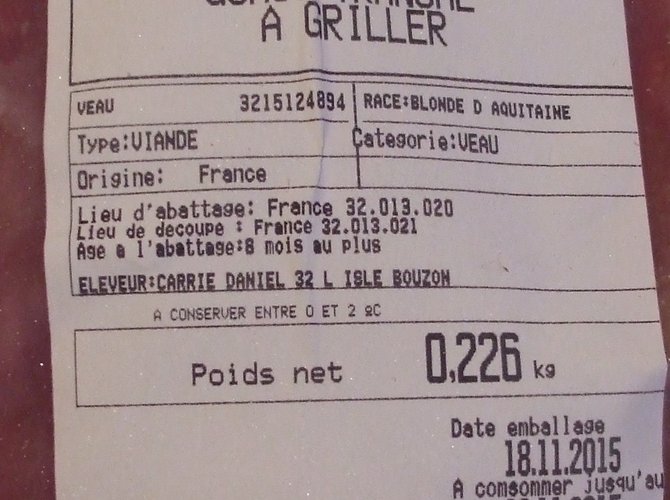 A GRILLER
VEAU 3215124894 RACE:BLONDE D AQUITAINE
Type:VIANDE Categorie:VEAU
Origine: France
Lieu d'abattage: France 32.013.020
Lieu de decoupe : France 32.013.021
Age a l'abattage:8 mois au plus
ELEVEUR:CARRIE DANIEL 32 L ISLE BOUZON
A CONSERVER ENTRE 0 ET 2 ºC
Poids net 0,226 kg
Date emballage
18.11.2015
A comsommer jusqu'au